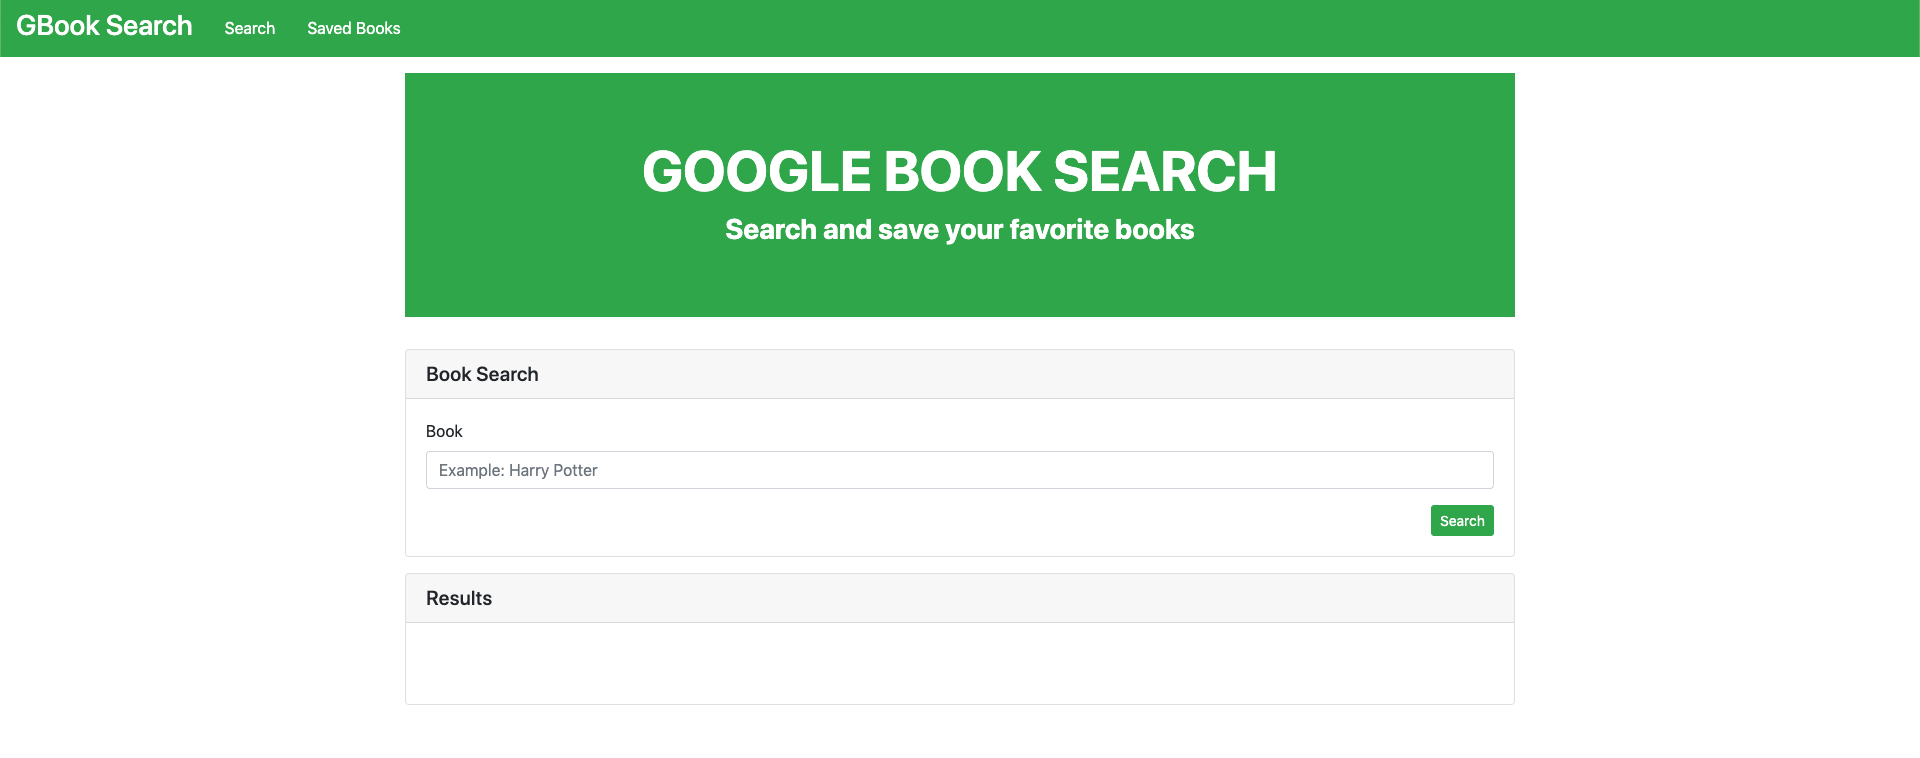 GBook Search Search Saved Books
GOOGLE BOOK SEARCH
Search and save your favorite books
Book Search
Book
Example: Harry Potter
Search
Results